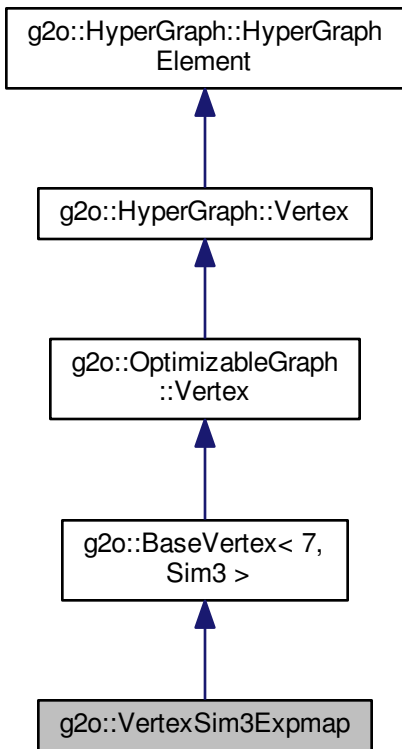 g2o::HyperGraph::HyperGraph
Element
g2o::HyperGraph::Vertex
g2o::OptimizableGraph
::Vertex
g2o::BaseVertex< 7,
Sim3 >
g2o::VertexSim3Expmap